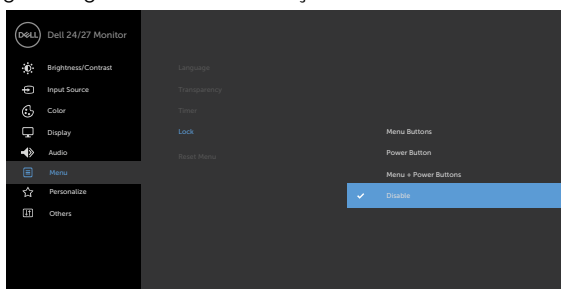 DELL Dell 24/27 Monitor
Brightness/Contrast
Input Source
Color
Display
Audio
Menu
Personalize
Others
Language
Transparency
Timer
Lock
Reset Menu
Menu Buttons
Power Button
Menu + Power Buttons
Disable